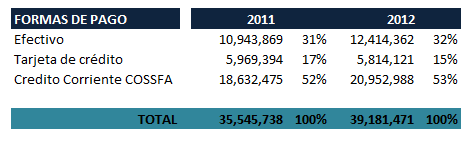 FORMAS DE PAGO 2011 2012
Efectivo 10,943,869 31% 12,414,362 32%
Tarjeta de crédito 5,969,394 17% 5,814,121 15%
Credito Corriente COSSFA 18,632,475 52% 20,952,988 53%
TOTAL 35,545,738 100% 39,181,471 100%